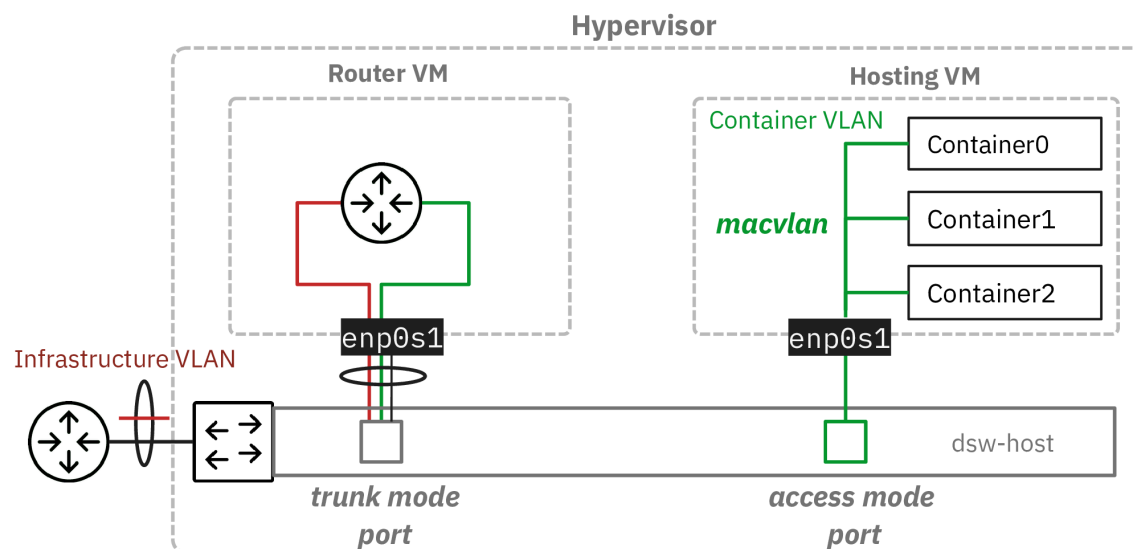 Hypervisor
Router VM
Hosting VM
Container VLAN
Container0
macvlan
Container1
Container2
enp0s1
enp0s1
Infrastructure VLAN
dsw-host
trunk mode
port
access mode
port